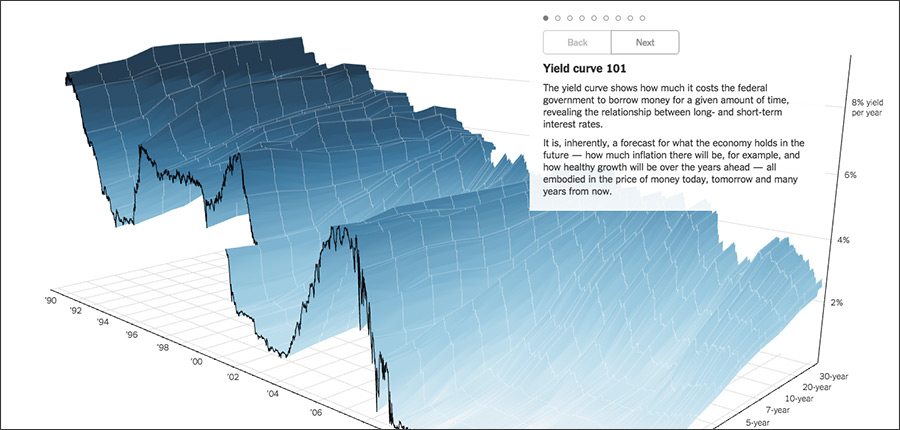 Back
Next
Yield curve 101
The yield curve shows how much it costs the federal
government to borrow money for a given amount of time,
revealing the relationship between long- and short-term
interest rates.
It is, inherently, a forecast for what the economy holds in the
future — how much inflation there will be, for example, and
how healthy growth will be over the years ahead — all
embodied in the price of money today, tomorrow and many
years from now.
8% yield
per year
6%
4%
2%
'90
'92
'94
'96
'98
'00
'02
'04
'06
30-year
20-year
10-year
7-year
5-year